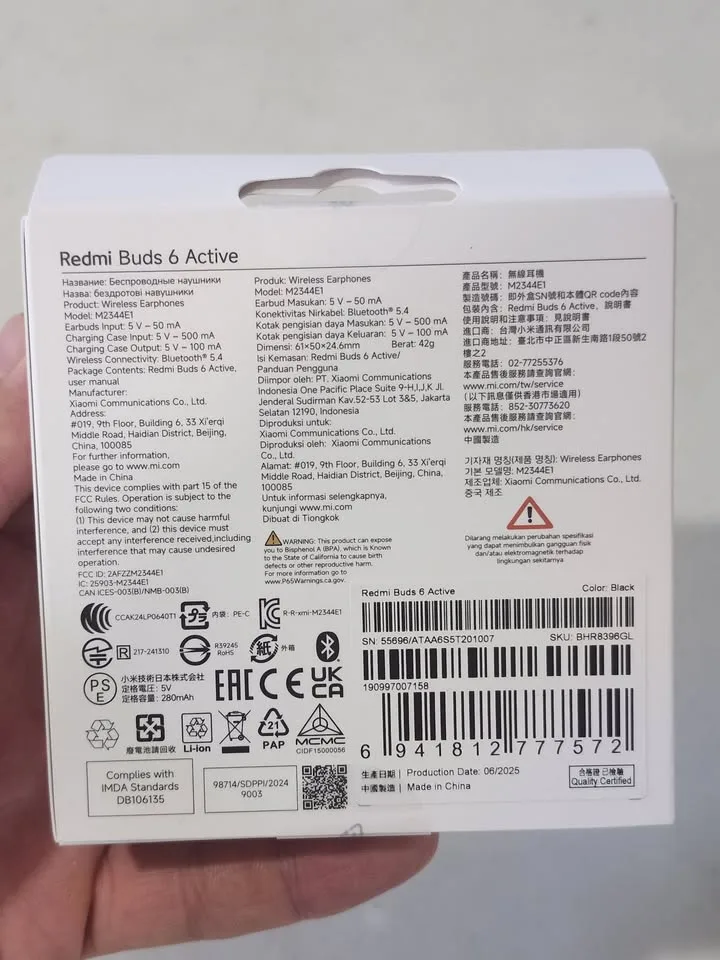 Redmi Buds 6 Active
Название: Беспроводные наушники
Назва: бездротові навушники
Product: Wireless Earphones
Model: M2344E1
Earbuds Input: 5 V ⎓ 50 mA
Charging Case Input: 5 V ⎓ 500 mA
Charging Case Output: 5 V ⎓ 100 mA
Wireless Connectivity: Bluetooth® 5.4
Package Contents: Redmi Buds 6 Active,
user manual
Manufacturer:
Xiaomi Communications Co., Ltd.
Address:
#019, 9th Floor, Building 6, 33 Xi'erqi
Middle Road, Haidian District, Beijing,
China, 100085
For further information,
please go to www.mi.com
Made in China
This device complies with part 15 of the
FCC Rules. Operation is subject to the
following two conditions:
(1) This device may not cause harmful
interference, and (2) this device must
accept any interference received,including
interference that may cause undesired
operation.
FCC ID: 2AFZZM2344E1
IC: 25903-M2344E1
CAN ICES-003(B)/NMB-003(B)
Produk: Wireless Earphones
Model: M2344E1
Earbud Masukan: 5 V ⎓ 50 mA
Konektivitas Nirkabel: Bluetooth® 5.4
Kotak pengisian daya Masukan: 5 V ⎓ 500 mA
Kotak pengisian daya Keluaran: 5 V ⎓ 100 mA
Dimensi: 61×50×24.6mm Berat: 42g
Isi Kemasan: Redmi Buds 6 Active/
Panduan Pengguna
Diimpor oleh: PT. Xiaomi Communications
Indonesia One Pacific Place Suite 9-H,I,J,K Jl.
Jenderal Sudirman Kav.52-53 Lot 3&5, Jakarta
Selatan 12190, Indonesia
Diproduksi untuk:
Xiaomi Communications Co., Ltd.
Diproduksi oleh: Xiaomi Communications
Co., Ltd.
Alamat: #019, 9th Floor, Building 6, 33 Xi'erqi
Middle Road, Haidian District, Beijing, China,
100085
Untuk informasi selengkapnya,
kunjungi www.mi.com
Dibuat di Tiongkok
WARNING: This product can expose
you to Bisphenol A (BPA), which is Known
to the State of California to cause birth
defects or other reproductive harm.
For more information go to
www.P65Warnings.ca.gov.
產品名稱: 無線耳機
產品型號: M2344E1
製造號碼: 即外盒SN號和本體QR code內容
包裝內含: Redmi Buds 6 Active、說明書
使用說明和注意事項: 見說明書
進口商: 台灣小米通訊有限公司
進口商地址: 臺北市中正區新生南路1段50號2
樓之2
服務電話: 02-77255376
本產品售後服務請查詢官網:
www.mi.com/tw/service
(以下訊息僅供香港市場適用)
服務電話: 852-30773620
本產品售後服務請查詢官網:
www.mi.com/hk/service
中國製造
기자재 명칭(제품 명칭): Wireless Earphones
기본 모델명: M2344E1
제조업체: Xiaomi Communications Co., Ltd.
중국 제조
Dilarang melakukan perubahan spesifikasi
yang dapat menimbulkan gangguan fisik
dan/atau elektromagnetik terhadap
lingkungan sekitarnya
CCAK24LP0640T1
プラ
内袋: PE-C
R-R-xmi-M2344E1
R
217-241310
R39245
RoHS
紙
外箱
PS
E
小米技術日本株式会社
定格電圧: 5V
定格容量: 280mAh
EAC CE UK
CA
廢電池請回收
Li-ion
21
PAP
MCMC
CIDF15000056
Complies with
IMDA Standards
DB106135
98714/SDPPI/2024
9003
Redmi Buds 6 Active
Color: Black
SN: 55696/ATAA6S5T201007
SKU: BHR8396GL
190997007158
6 941812 777572
生產日期 | Production Date: 06/2025
中國製造 | Made in China
合格證 已檢驗
Quality Certified